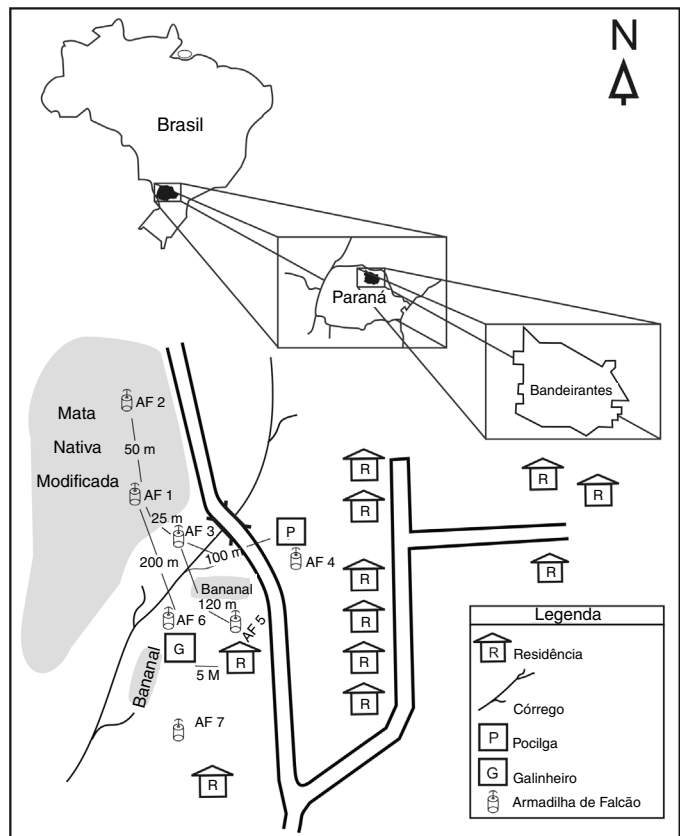 N
Brasil
Paraná
Bandeirantes
Mata
Nativa
Modificada
AF 2
50 m
AF 1
25 m
AF 3
P
100 m
AF 4
200 m
Bananal
120 m
AF 6
AF 5
G
R
5 M
Bananal
AF 7
R
R
R
R
R
R
R
R
R
R
Legenda
R Residência
Córrego
P Pocilga
G Galinheiro
Armadilha de Falcão